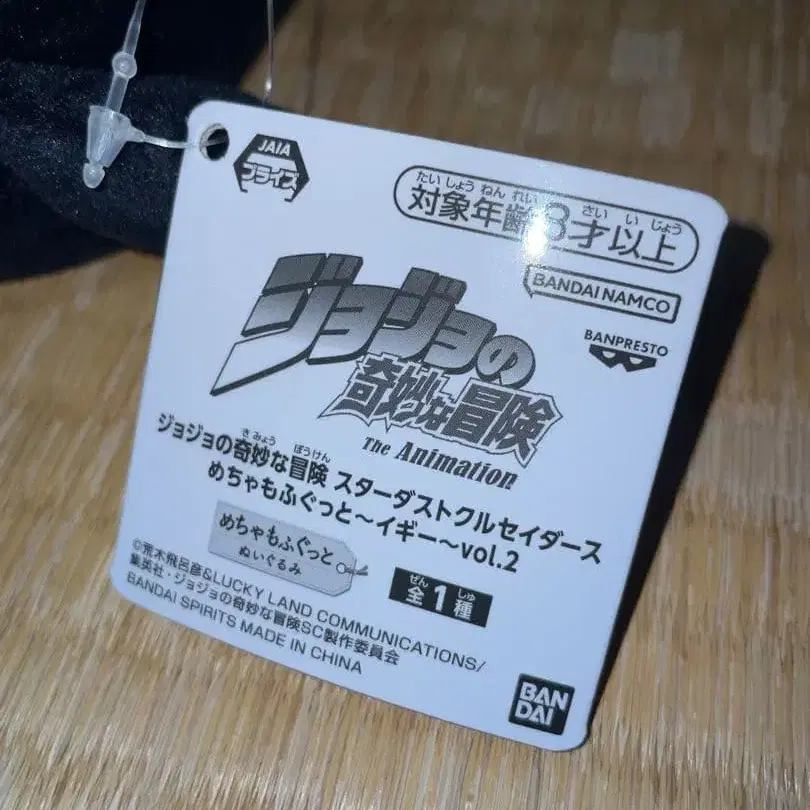 JAIA
プライズ
たいしょうねんれい さいいじょう
対象年齢3才以上
BANDAI NAMCO
BANPRESTO
ジョジョの
奇妙な冒険
The Animation
きみょう ぼうけん
ジョジョの奇妙な冒険 スターダストクルセイダース
めちゃもふぐっと～イギー～vol.2
めちゃもふぐっと
ぬいぐるみ
ぜん しゅ
全1種
©荒木飛呂彦&LUCKY LAND COMMUNICATIONS/
集英社・ジョジョの奇妙な冒険SC製作委員会
BANDAI SPIRITS MADE IN CHINA
BAN
DAI